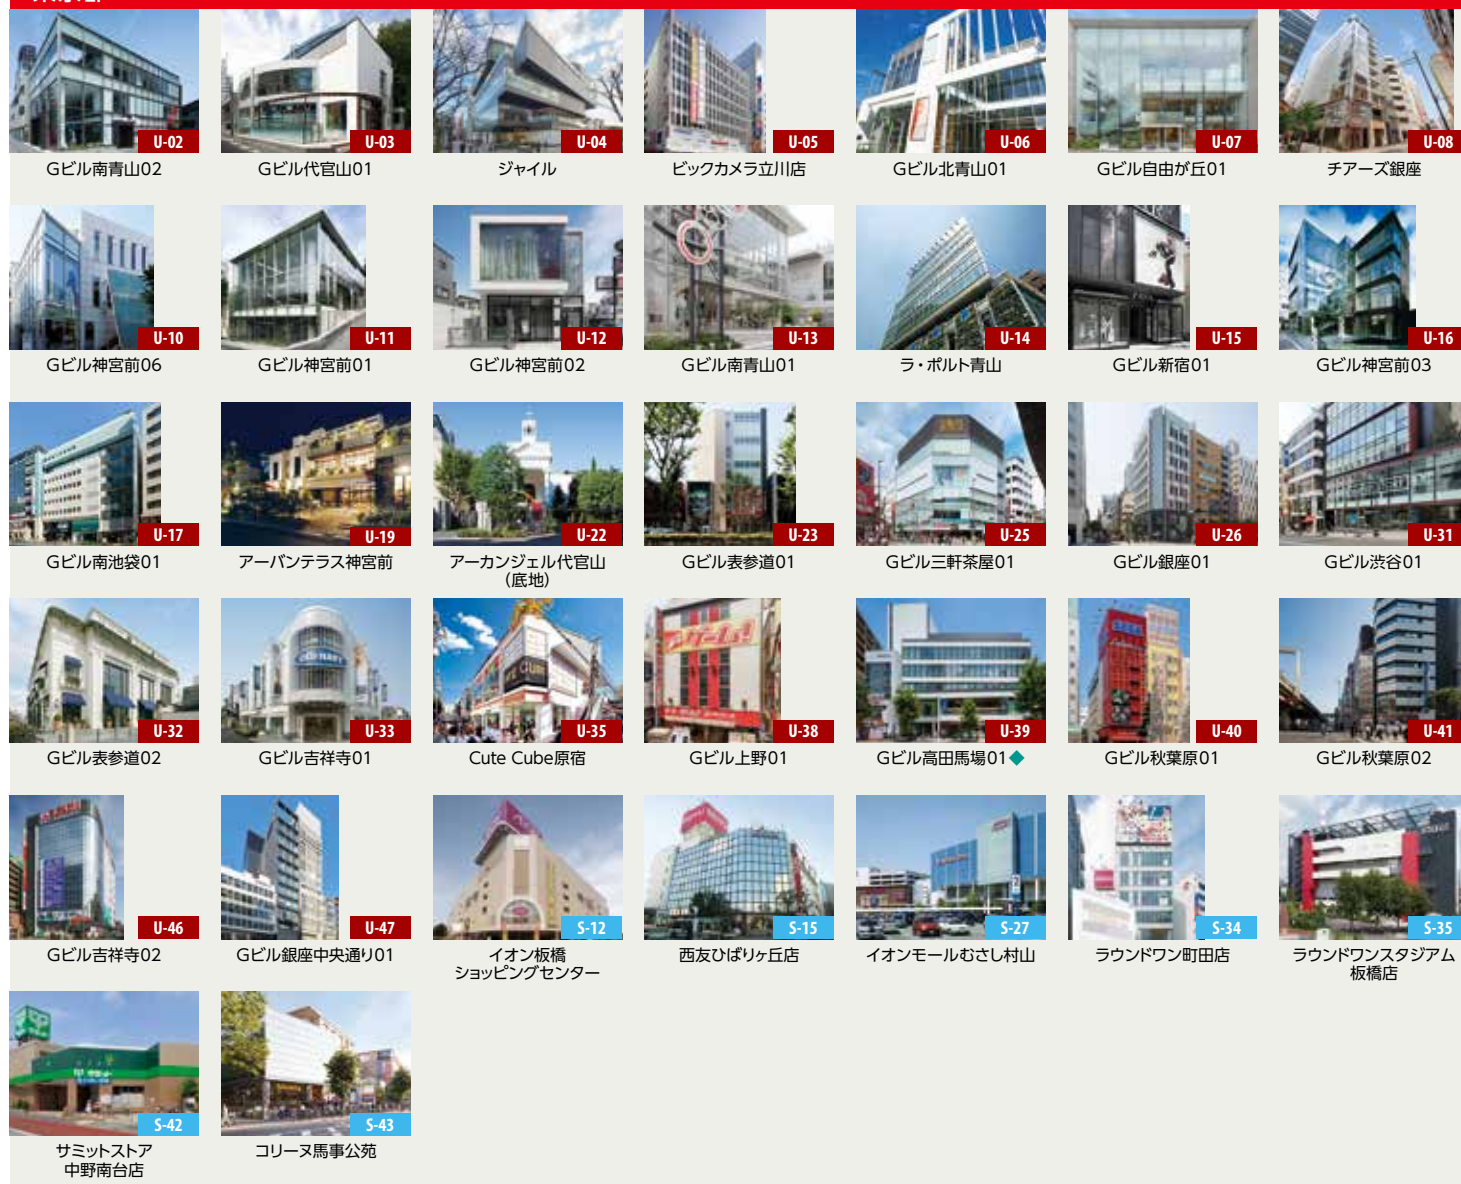 U-02
Gビル南青山02
U-03
Gビル代官山01
U-04
ジャイル
U-05
ビックカメラ立川店
U-06
Gビル北青山01
U-07
Gビル自由が丘01
U-08
チアーズ銀座
U-10
Gビル神宮前06
U-11
Gビル神宮前01
U-12
Gビル神宮前02
U-13
Gビル南青山01
U-14
ラ・ポルト青山
U-15
Gビル新宿01
U-16
Gビル神宮前03
U-17
Gビル南池袋01
U-19
アーバンテラス神宮前
U-22
アーカンジェル代官山
(底地)
U-23
Gビル表参道01
U-25
Gビル三軒茶屋01
U-26
Gビル銀座01
U-31
Gビル渋谷01
U-32
Gビル表参道02
U-33
Gビル吉祥寺01
U-35
Cute Cube原宿
U-38
Gビル上野01
U-39
Gビル高田馬場01◆
U-40
Gビル秋葉原01
U-41
Gビル秋葉原02
U-46
Gビル吉祥寺02
U-47
Gビル銀座中央通り01
S-12
イオン板橋
ショッピングセンター
S-15
西友ひばりヶ丘店
S-27
イオンモールむさし村山
S-34
ラウンドワン町田店
S-35
ラウンドワンスタジアム
板橋店
S-42
サミットストア
中野南台店
S-43
コリーヌ馬事公苑